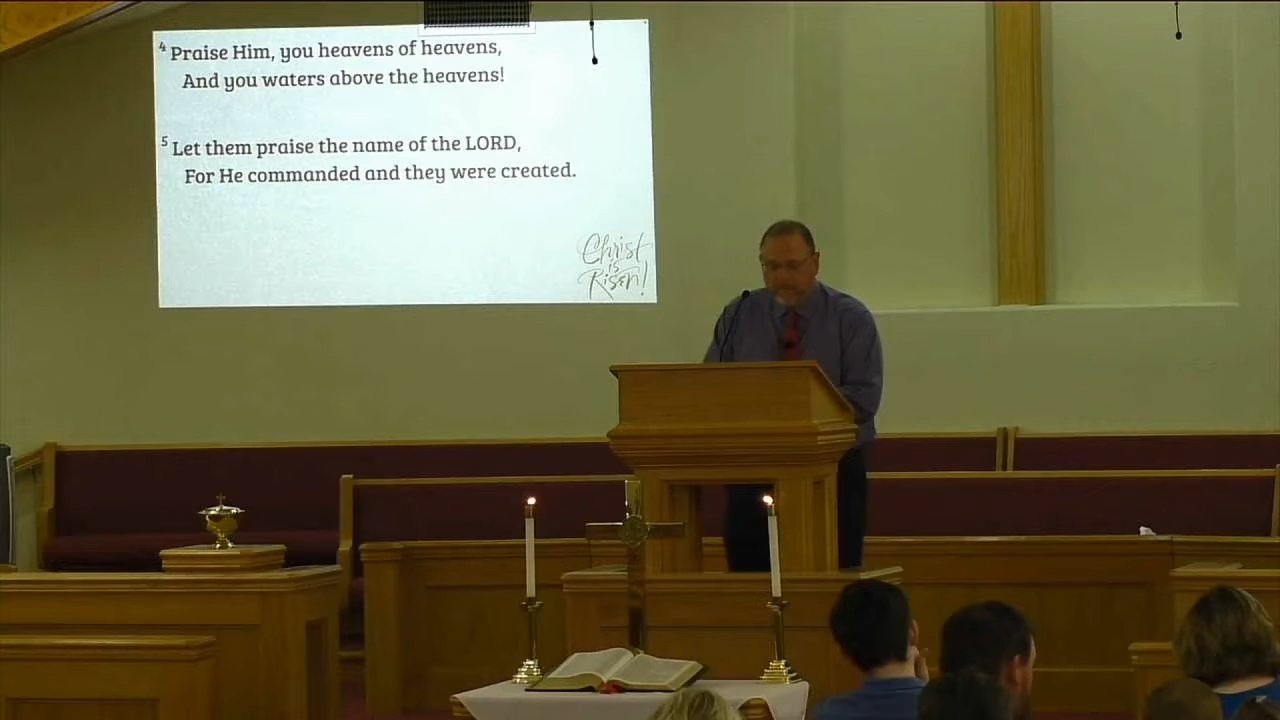 4 Praise Him, you heavens of heavens,
And you waters above the heavens!
5 Let them praise the name of the LORD,
For He commanded and they were created.
Christ
is
Risen!